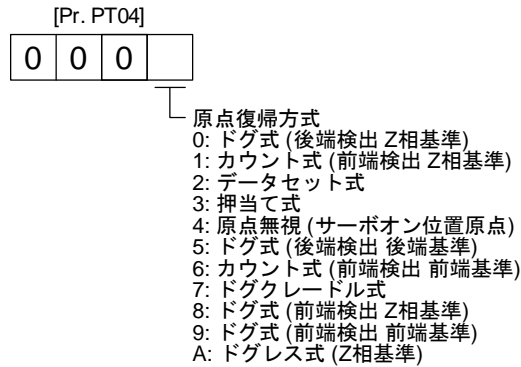 [Pr. PT04]
0 0 0
原点復帰方式
0: ドグ式 (後端検出 Z相基準)
1: カウント式 (前端検出 Z相基準)
2: データセット式
3: 押当て式
4: 原点無視 (サーボオン位置原点)
5: ドグ式 (後端検出 後端基準)
6: カウント式 (前端検出 前端基準)
7: ドグクレードル式
8: ドグ式 (前端検出 Z相基準)
9: ドグ式 (前端検出 前端基準)
A: ドグレス式 (Z相基準)